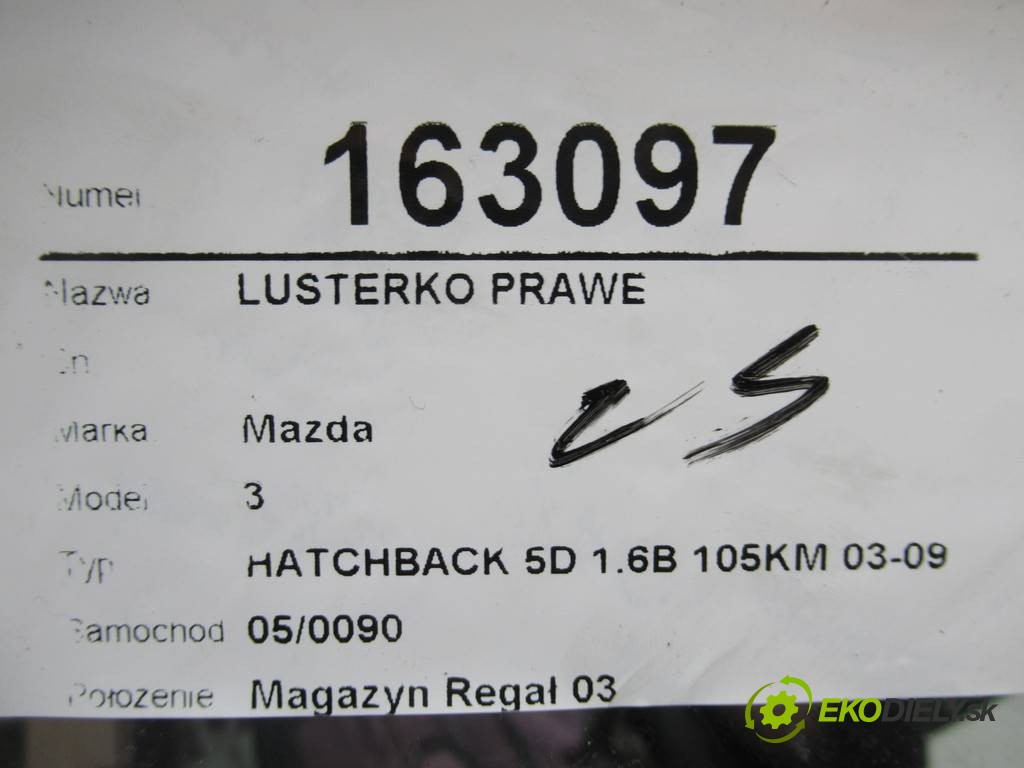 Numer 163097
Nazwa LUSTERKO PRAWE
Marka Mazda
Model 3
Typ HATCHBACK 5D 1.6B 105KM 03-09
Samochod 05/0090
Położenie Magazyn Regał 03
EKODIELY.sk